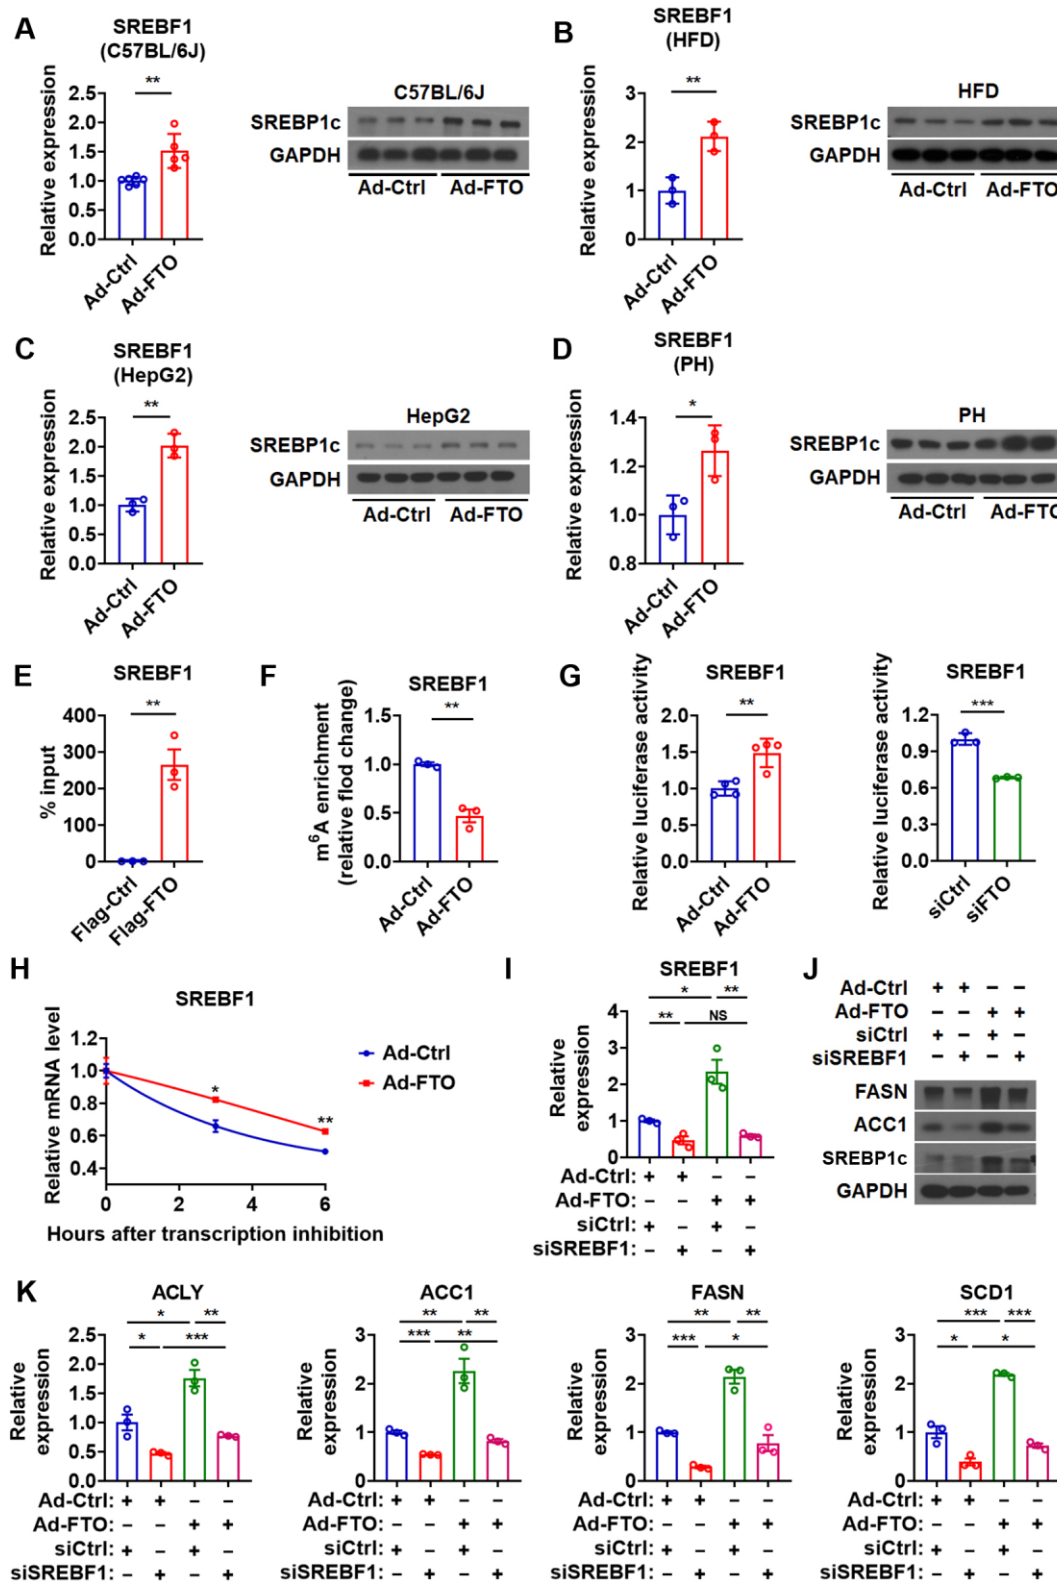 A
SREBF1
(C57BL/6J)
**
Relative expression
2.5
2.0
1.5
1.0
0.5
0.0
Ad-Ctrl
Ad-FTO
C57BL/6J
SREBP1c
GAPDH
Ad-Ctrl Ad-FTO
B
SREBF1
(HFD)
**
Relative expression
3
2
1
0
Ad-Ctrl
Ad-FTO
HFD
SREBP1c
GAPDH
Ad-Ctrl Ad-FTO
C
SREBF1
(HepG2)
**
Relative expression
2.5
2.0
1.5
1.0
0.5
0.0
Ad-Ctrl
Ad-FTO
HepG2
SREBP1c
GAPDH
Ad-Ctrl Ad-FTO
D
SREBF1
(PH)
*
Relative expression
1.4
1.2
1.0
0.8
Ad-Ctrl
Ad-FTO
PH
SREBP1c
GAPDH
Ad-Ctrl Ad-FTO
E
SREBF1
**
% input
400
300
200
100
0
Flag-Ctrl
Flag-FTO
F
SREBF1
**
m⁶A enrichment
(relative flod change)
1.5
1.0
0.5
0.0
Ad-Ctrl
Ad-FTO
G
SREBF1
**
Relative luciferase activity
2.0
1.5
1.0
0.5
0.0
Ad-Ctrl
Ad-FTO
SREBF1
***
Relative luciferase activity
1.2
0.9
0.6
0.3
0.0
siCtrl
siFTO
H
SREBF1
Relative mRNA level
1.2
1.0
0.8
0.6
0.4
*
**
0 2 4 6
Hours after transcription inhibition
Ad-Ctrl
Ad-FTO
I
SREBF1
* **
** NS
Relative
expression
4
3
2
1
0
Ad-Ctrl: + + − −
Ad-FTO: − − + +
siCtrl: + − + −
siSREBF1: − + − +
J
Ad-Ctrl + + − −
Ad-FTO − − + +
siCtrl + − + −
siSREBF1 − + − +
FASN
ACC1
SREBP1c
GAPDH
K
ACLY
* **
* ***
Relative
expression
2.5
2.0
1.5
1.0
0.5
0.0
Ad-Ctrl: + + − −
Ad-FTO: − − + +
siCtrl: + − + −
siSREBF1: − + − +
ACC1
** **
*** **
Relative
expression
3
2
1
0
Ad-Ctrl: + + − −
Ad-FTO: − − + +
siCtrl: + − + −
siSREBF1: − + − +
FASN
** **
*** *
Relative
expression
3
2
1
0
Ad-Ctrl: + + − −
Ad-FTO: − − + +
siCtrl: + − + −
siSREBF1: − + − +
SCD1
*** ***
* *
Relative
expression
3
2
1
0
Ad-Ctrl: + + − −
Ad-FTO: − − + +
siCtrl: + − + −
siSREBF1: − + − +